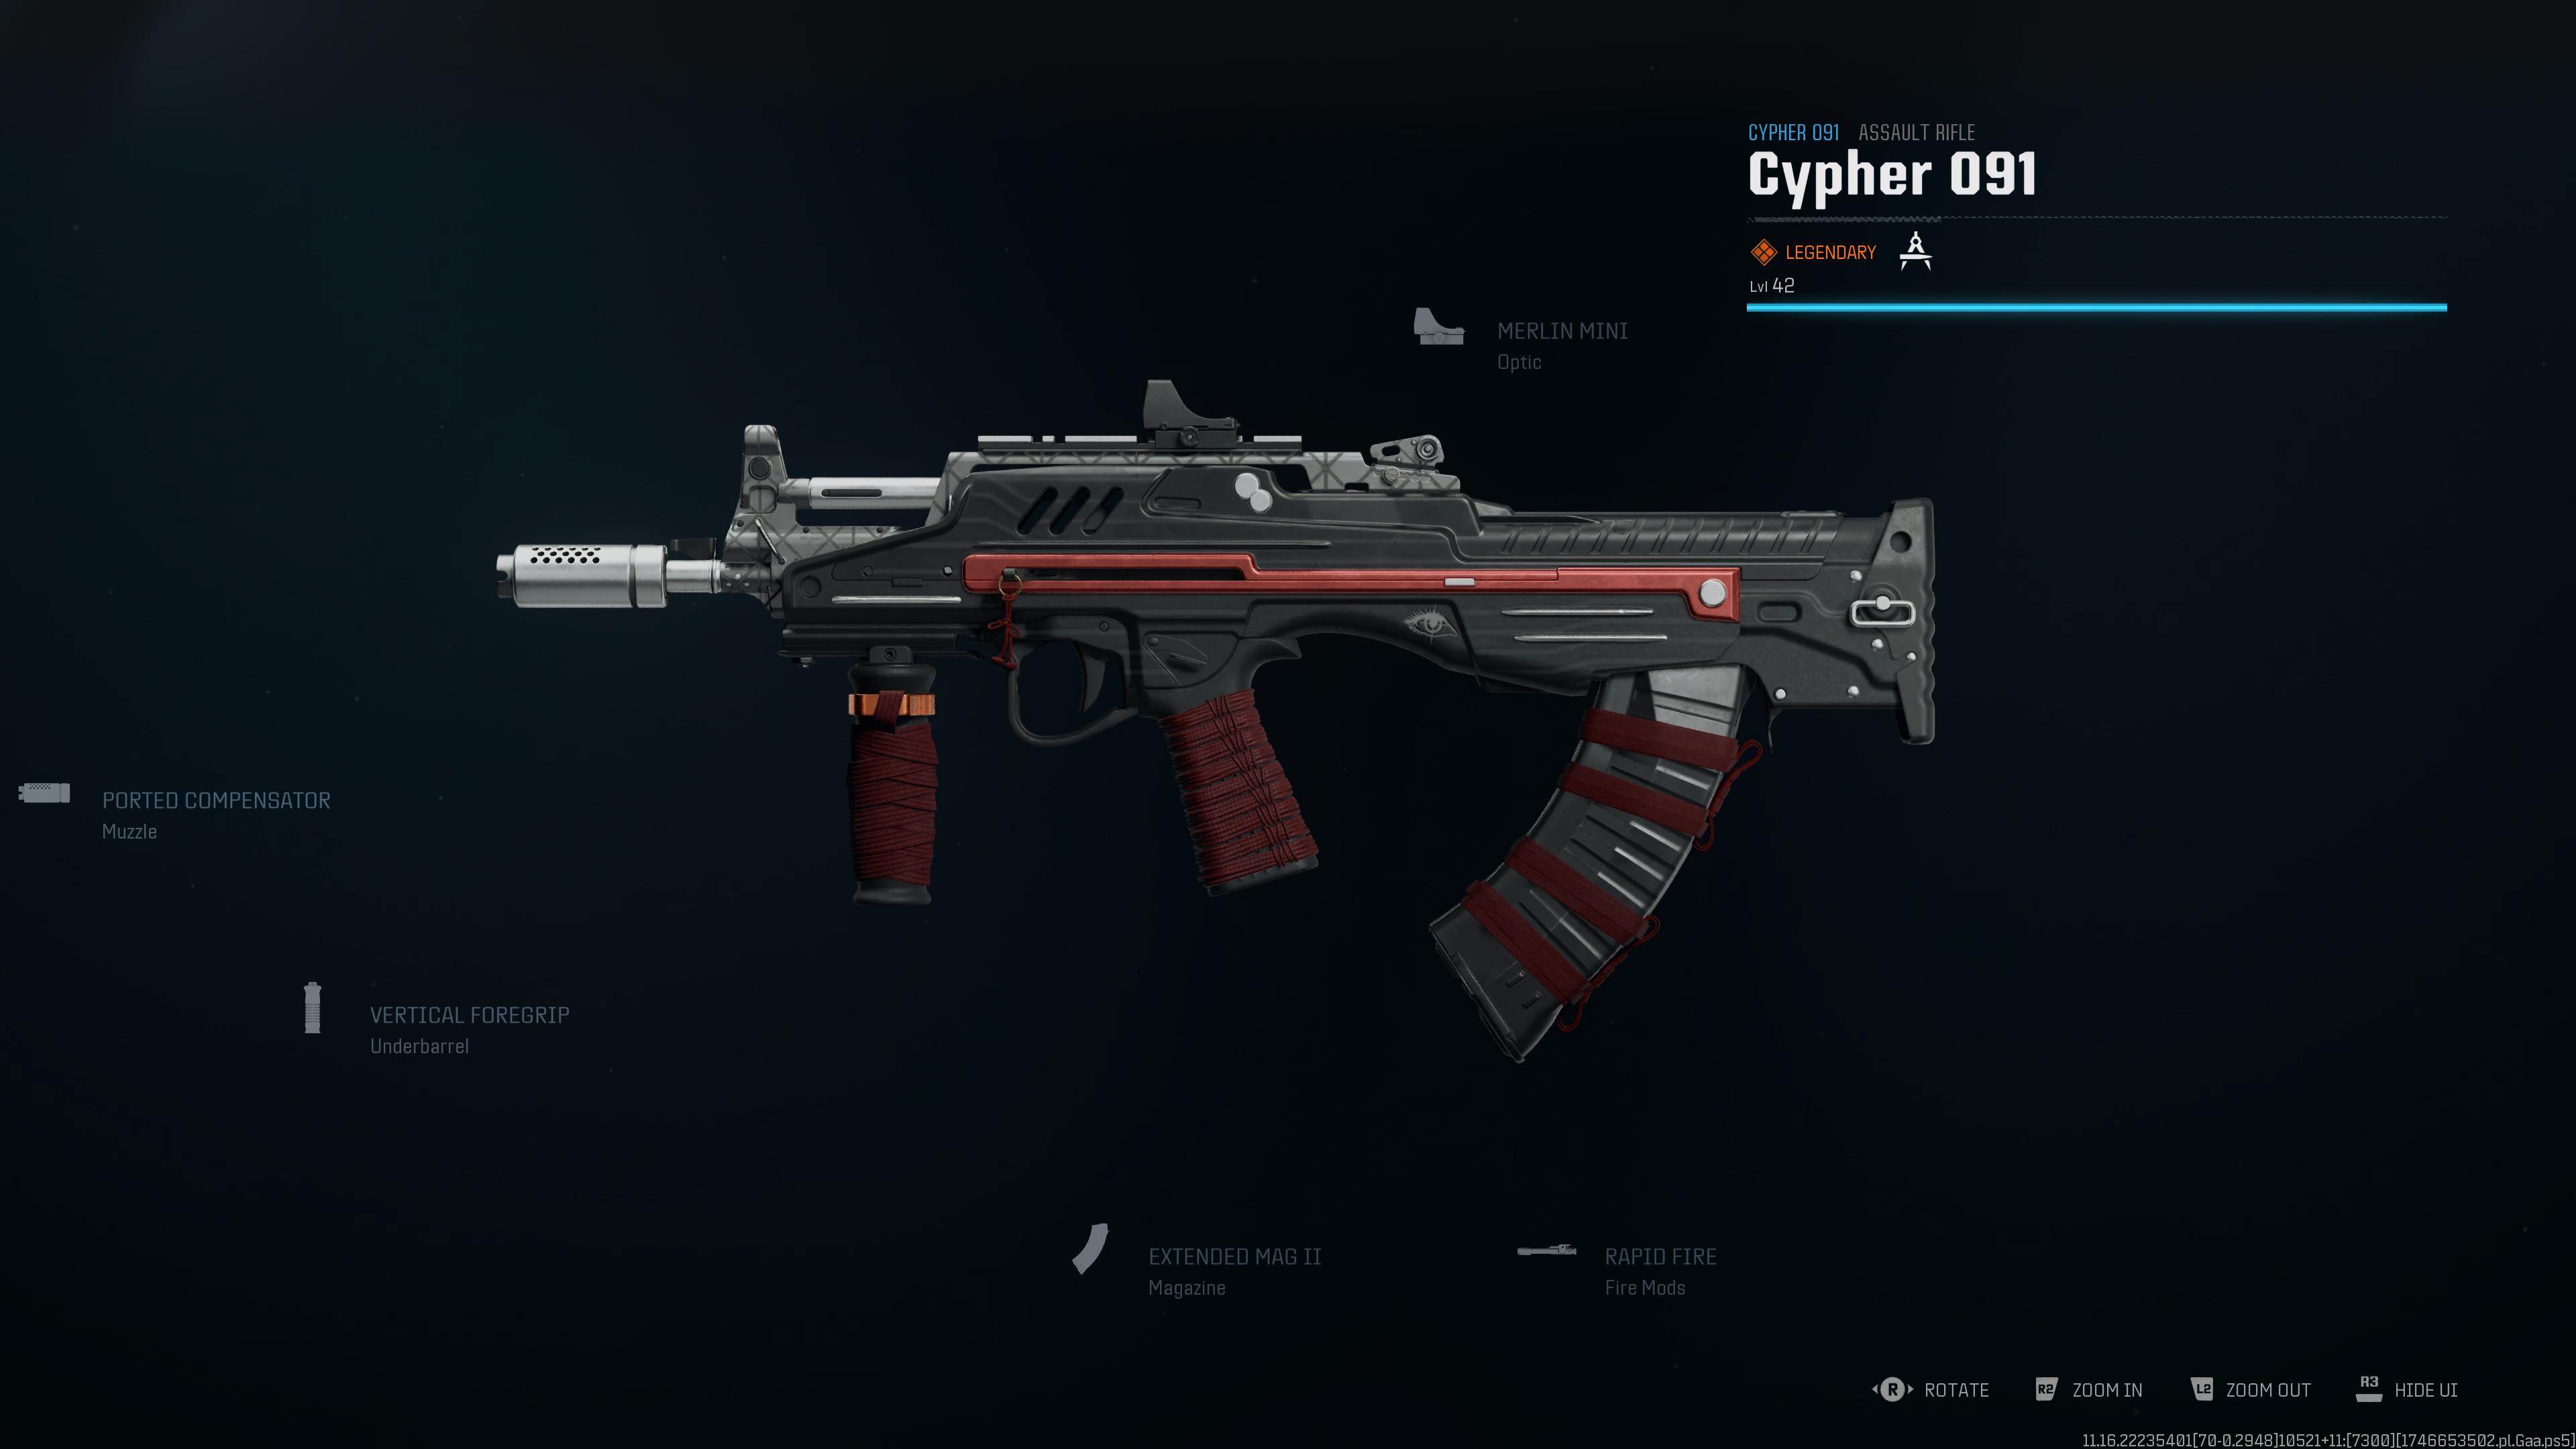 CYPHER 091 ASSAULT RIFLE
Cypher 091
LEGENDARY
Lvl 42
MERLIN MINI
Optic
PORTED COMPENSATOR
Muzzle
VERTICAL FOREGRIP
Underbarrel
EXTENDED MAG II
Magazine
RAPID FIRE
Fire Mods
R ROTATE R2 ZOOM IN L2 ZOOM OUT R3 HIDE UI
11.16.22235401[70-0.2948]10521+11:[7300][1746653502.pl.Gaa.ps5]